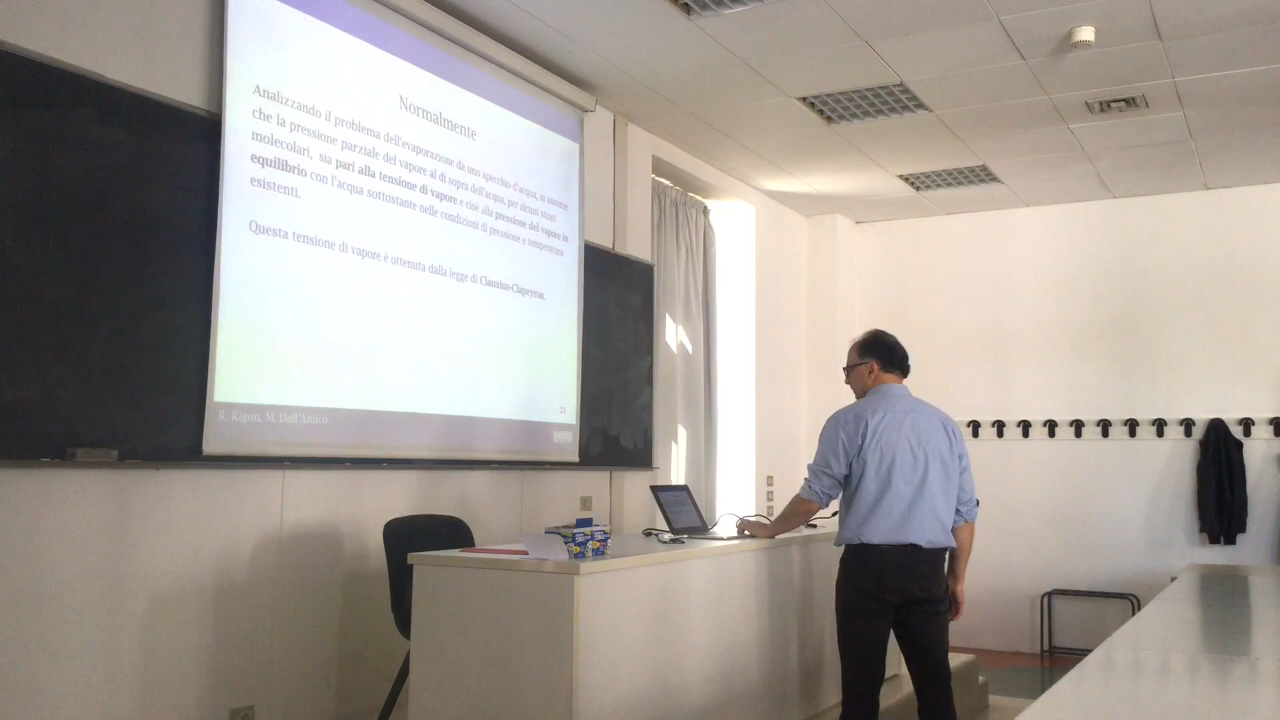 Normalmente
Analizzando il problema dell'evaporazione da uno specchio d'acqua, si assume
che la pressione parziale del vapore al di sopra dell'acqua, per alcuni strati
molecolari, sia pari alla tensione di vapore e cioè alla pressione del vapore in
equilibrio con l'acqua sottostante nelle condizioni di pressione e temperatura
esistenti.
Questa tensione di vapore è ottenuta dalla legge di Clausius-Clapeyron.
23
R. Rigon, M. Dall'Amico